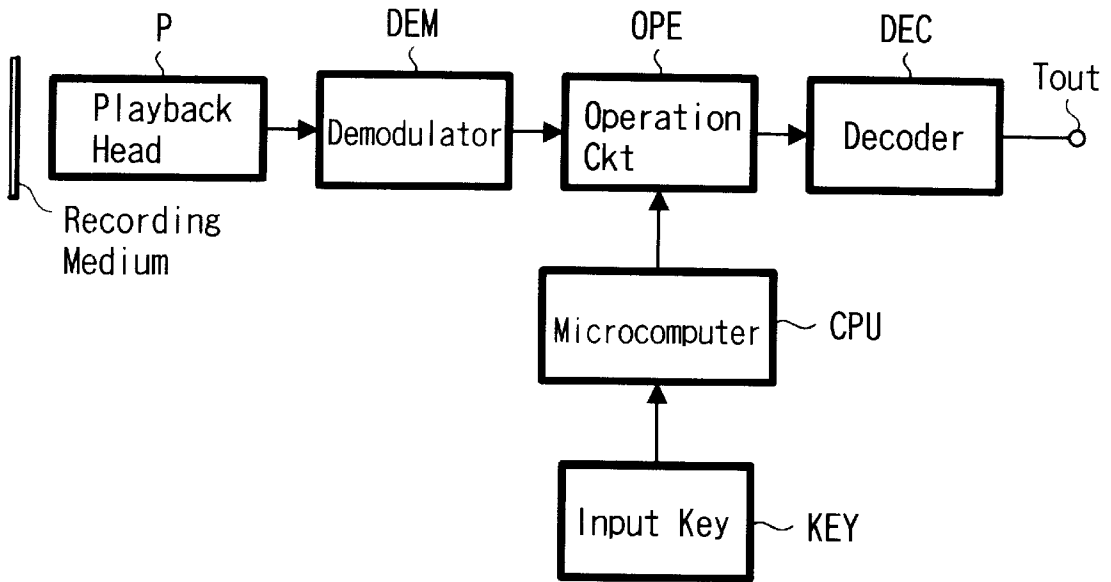 P
DEM
OPE
DEC
Tout
Playback
Head
Demodulator
Operation
Ckt
Decoder
Recording
Medium
Microcomputer
CPU
Input Key
KEY